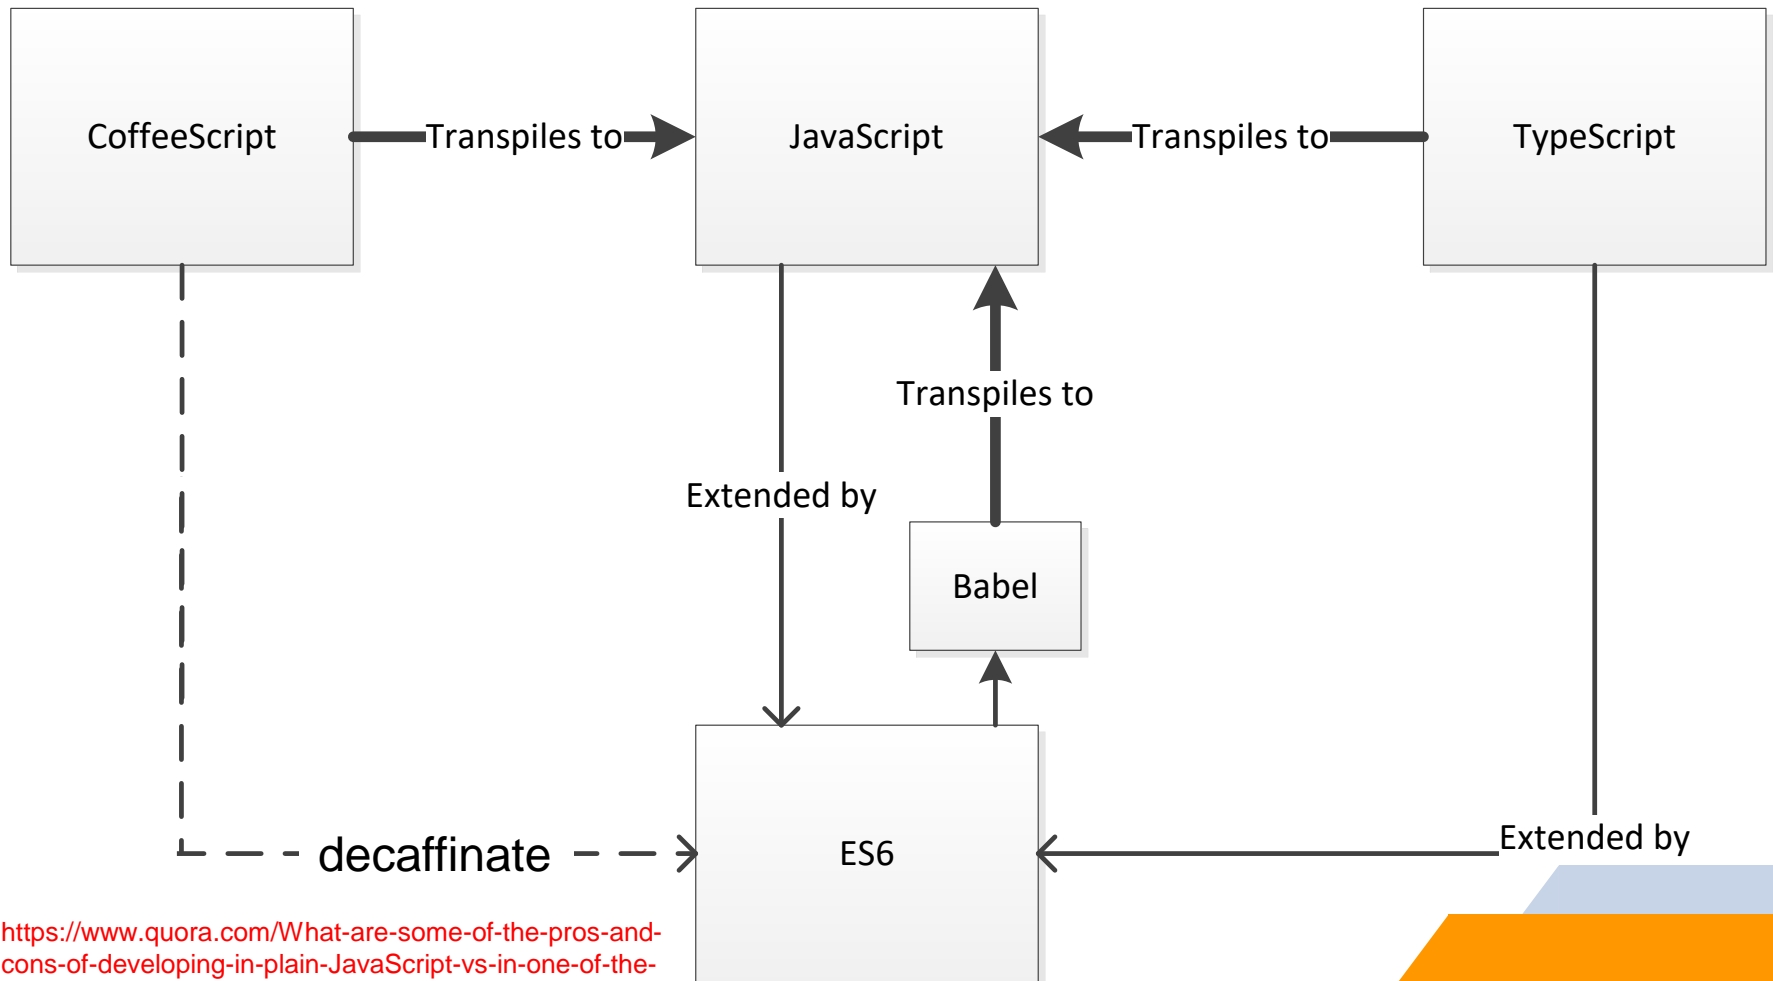 CoffeeScript
Transpiles to
JavaScript
Transpiles to
TypeScript
Transpiles to
Extended by
Babel
Extended by
decaffinate
ES6
https://www.quora.com/What-are-some-of-the-pros-and-
cons-of-developing-in-plain-JavaScript-vs-in-one-of-the-